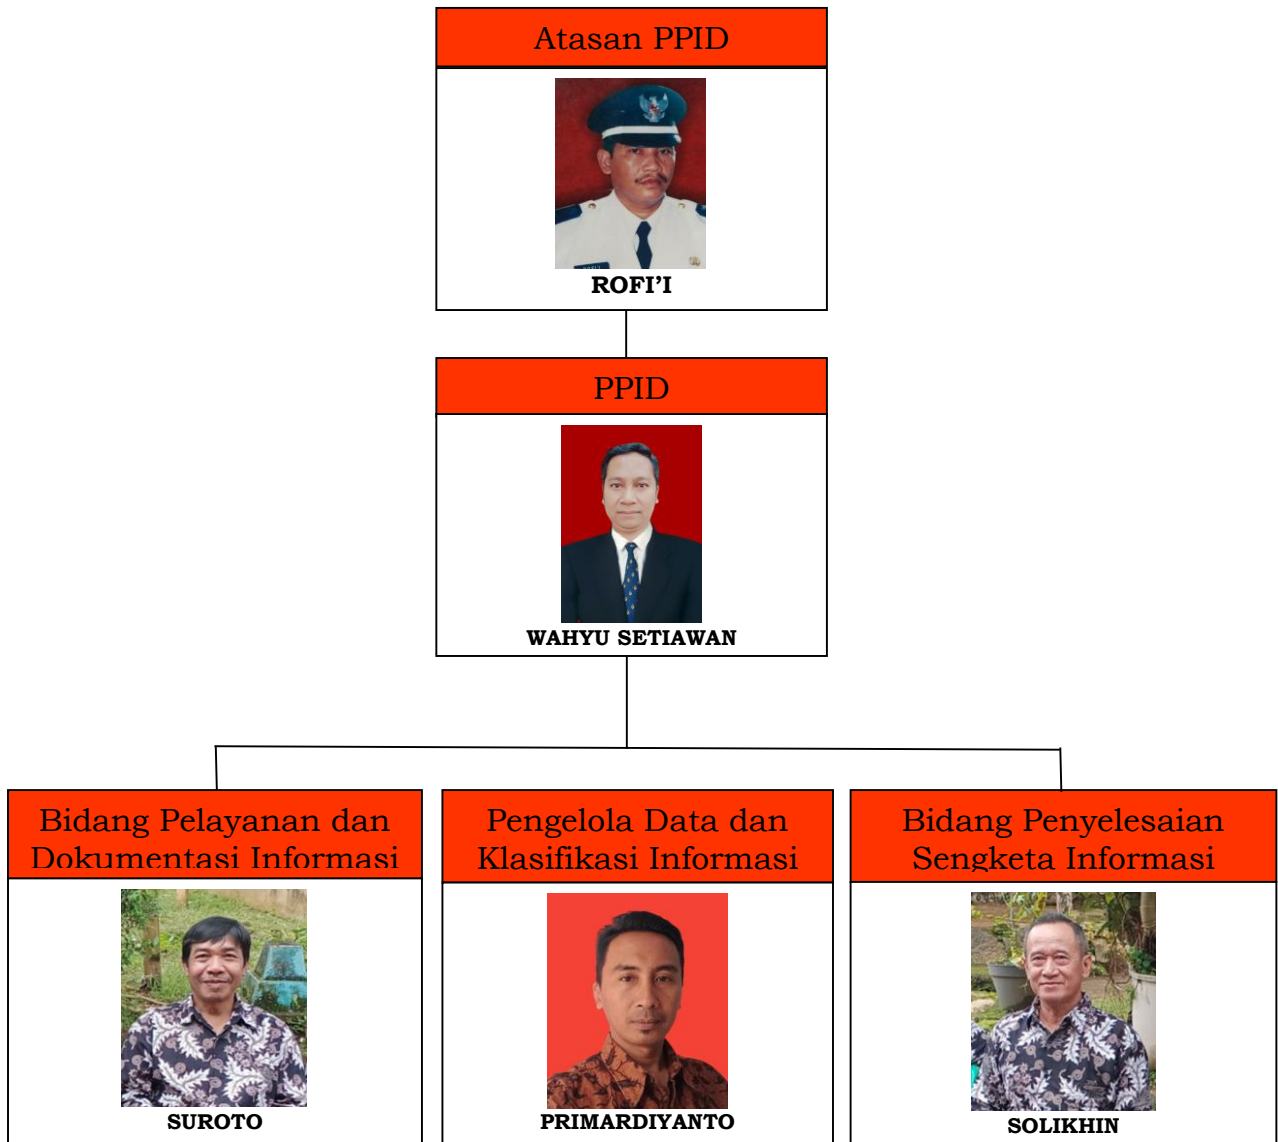 Atasan PPID
ROFI’I
PPID
WAHYU SETIAWAN
Bidang Pelayanan dan
Dokumentasi Informasi
SUROTO
Pengelola Data dan
Klasifikasi Informasi
PRIMARDIYANTO
Bidang Penyelesaian
Sengketa Informasi
SOLIKHIN